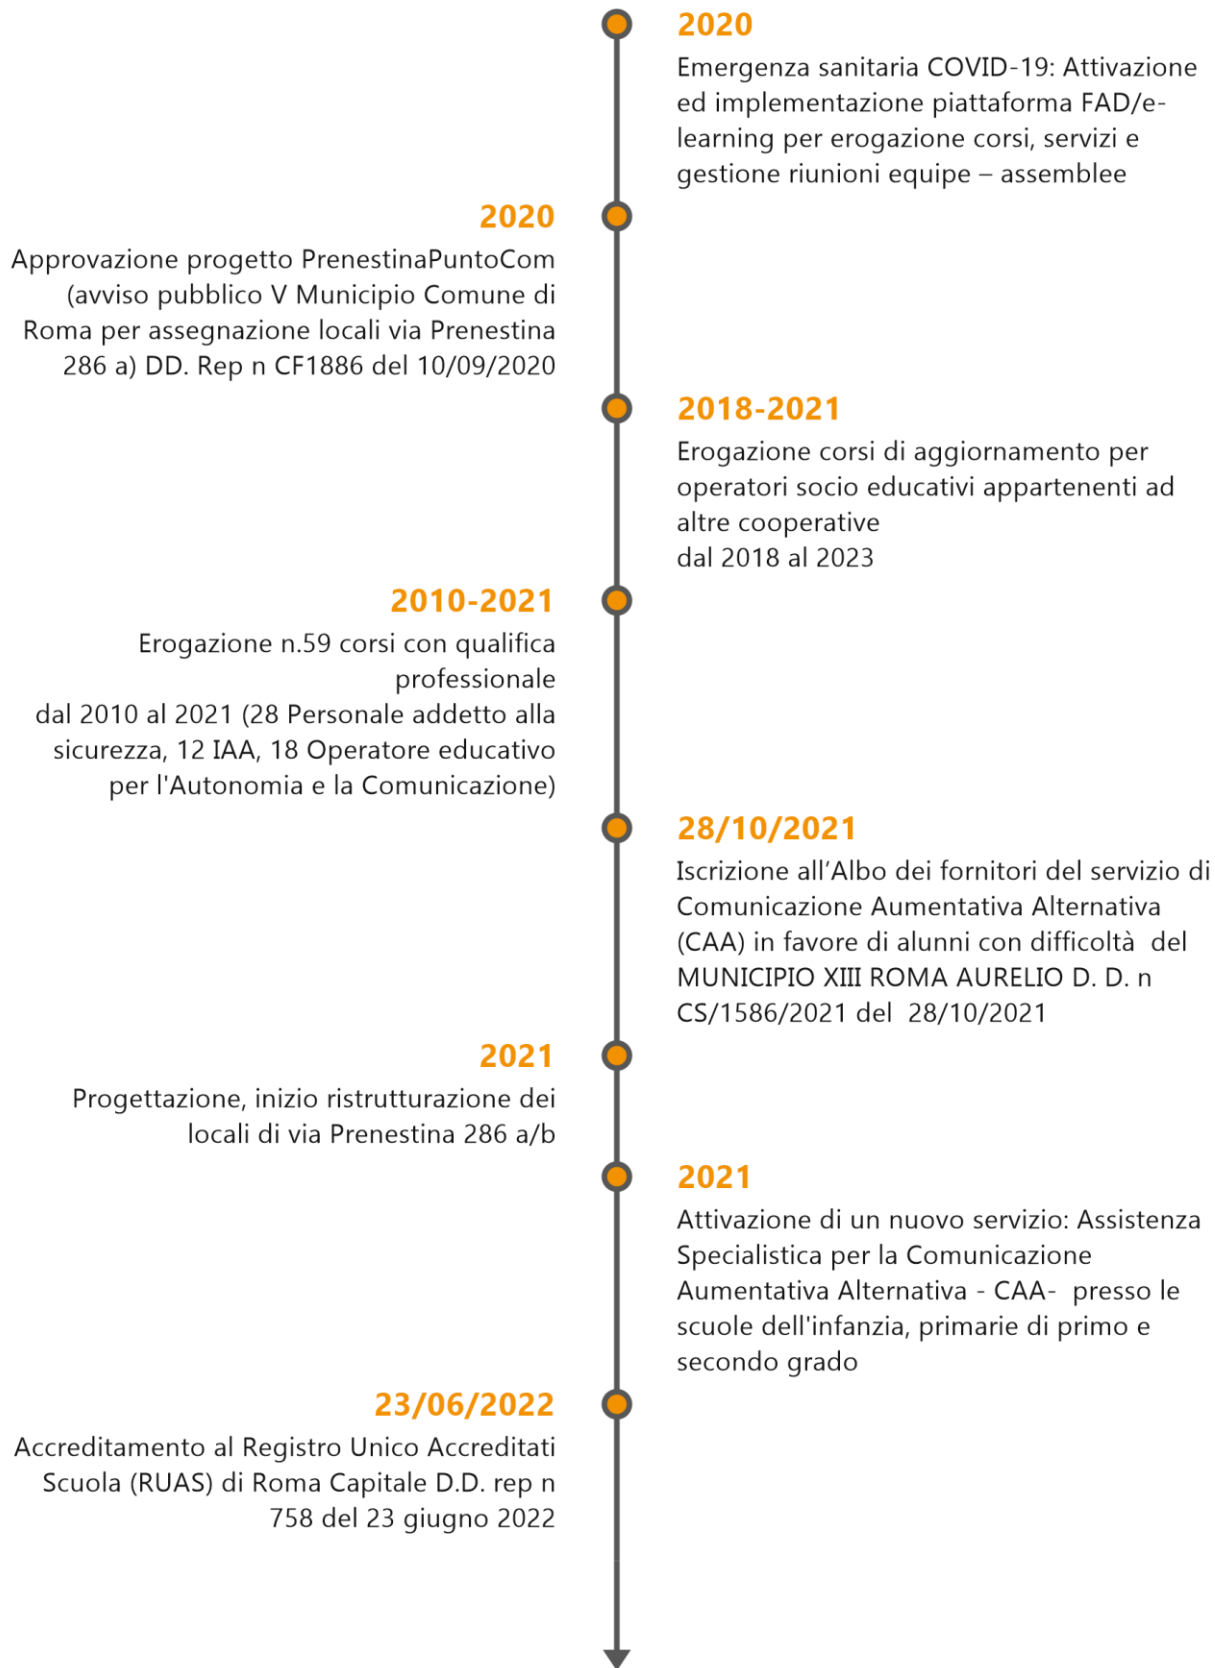 2020
Emergenza sanitaria COVID-19: Attivazione
ed implementazione piattaforma FAD/e-
learning per erogazione corsi, servizi e
gestione riunioni equipe – assemblee
2020
Approvazione progetto PrenestinaPuntoCom
(avviso pubblico V Municipio Comune di
Roma per assegnazione locali via Prenestina
286 a) DD. Rep n CF1886 del 10/09/2020
2018-2021
Erogazione corsi di aggiornamento per
operatori socio educativi appartenenti ad
altre cooperative
dal 2018 al 2023
2010-2021
Erogazione n.59 corsi con qualifica
professionale
dal 2010 al 2021 (28 Personale addetto alla
sicurezza, 12 IAA, 18 Operatore educativo
per l'Autonomia e la Comunicazione)
28/10/2021
Iscrizione all’Albo dei fornitori del servizio di
Comunicazione Aumentativa Alternativa
(CAA) in favore di alunni con difficoltà  del
MUNICIPIO XIII ROMA AURELIO D. D. n
CS/1586/2021 del  28/10/2021
2021
Progettazione, inizio ristrutturazione dei
locali di via Prenestina 286 a/b
2021
Attivazione di un nuovo servizio: Assistenza
Specialistica per la Comunicazione
Aumentativa Alternativa - CAA-  presso le
scuole dell'infanzia, primarie di primo e
secondo grado
23/06/2022
Accreditamento al Registro Unico Accreditati
Scuola (RUAS) di Roma Capitale D.D. rep n
758 del 23 giugno 2022